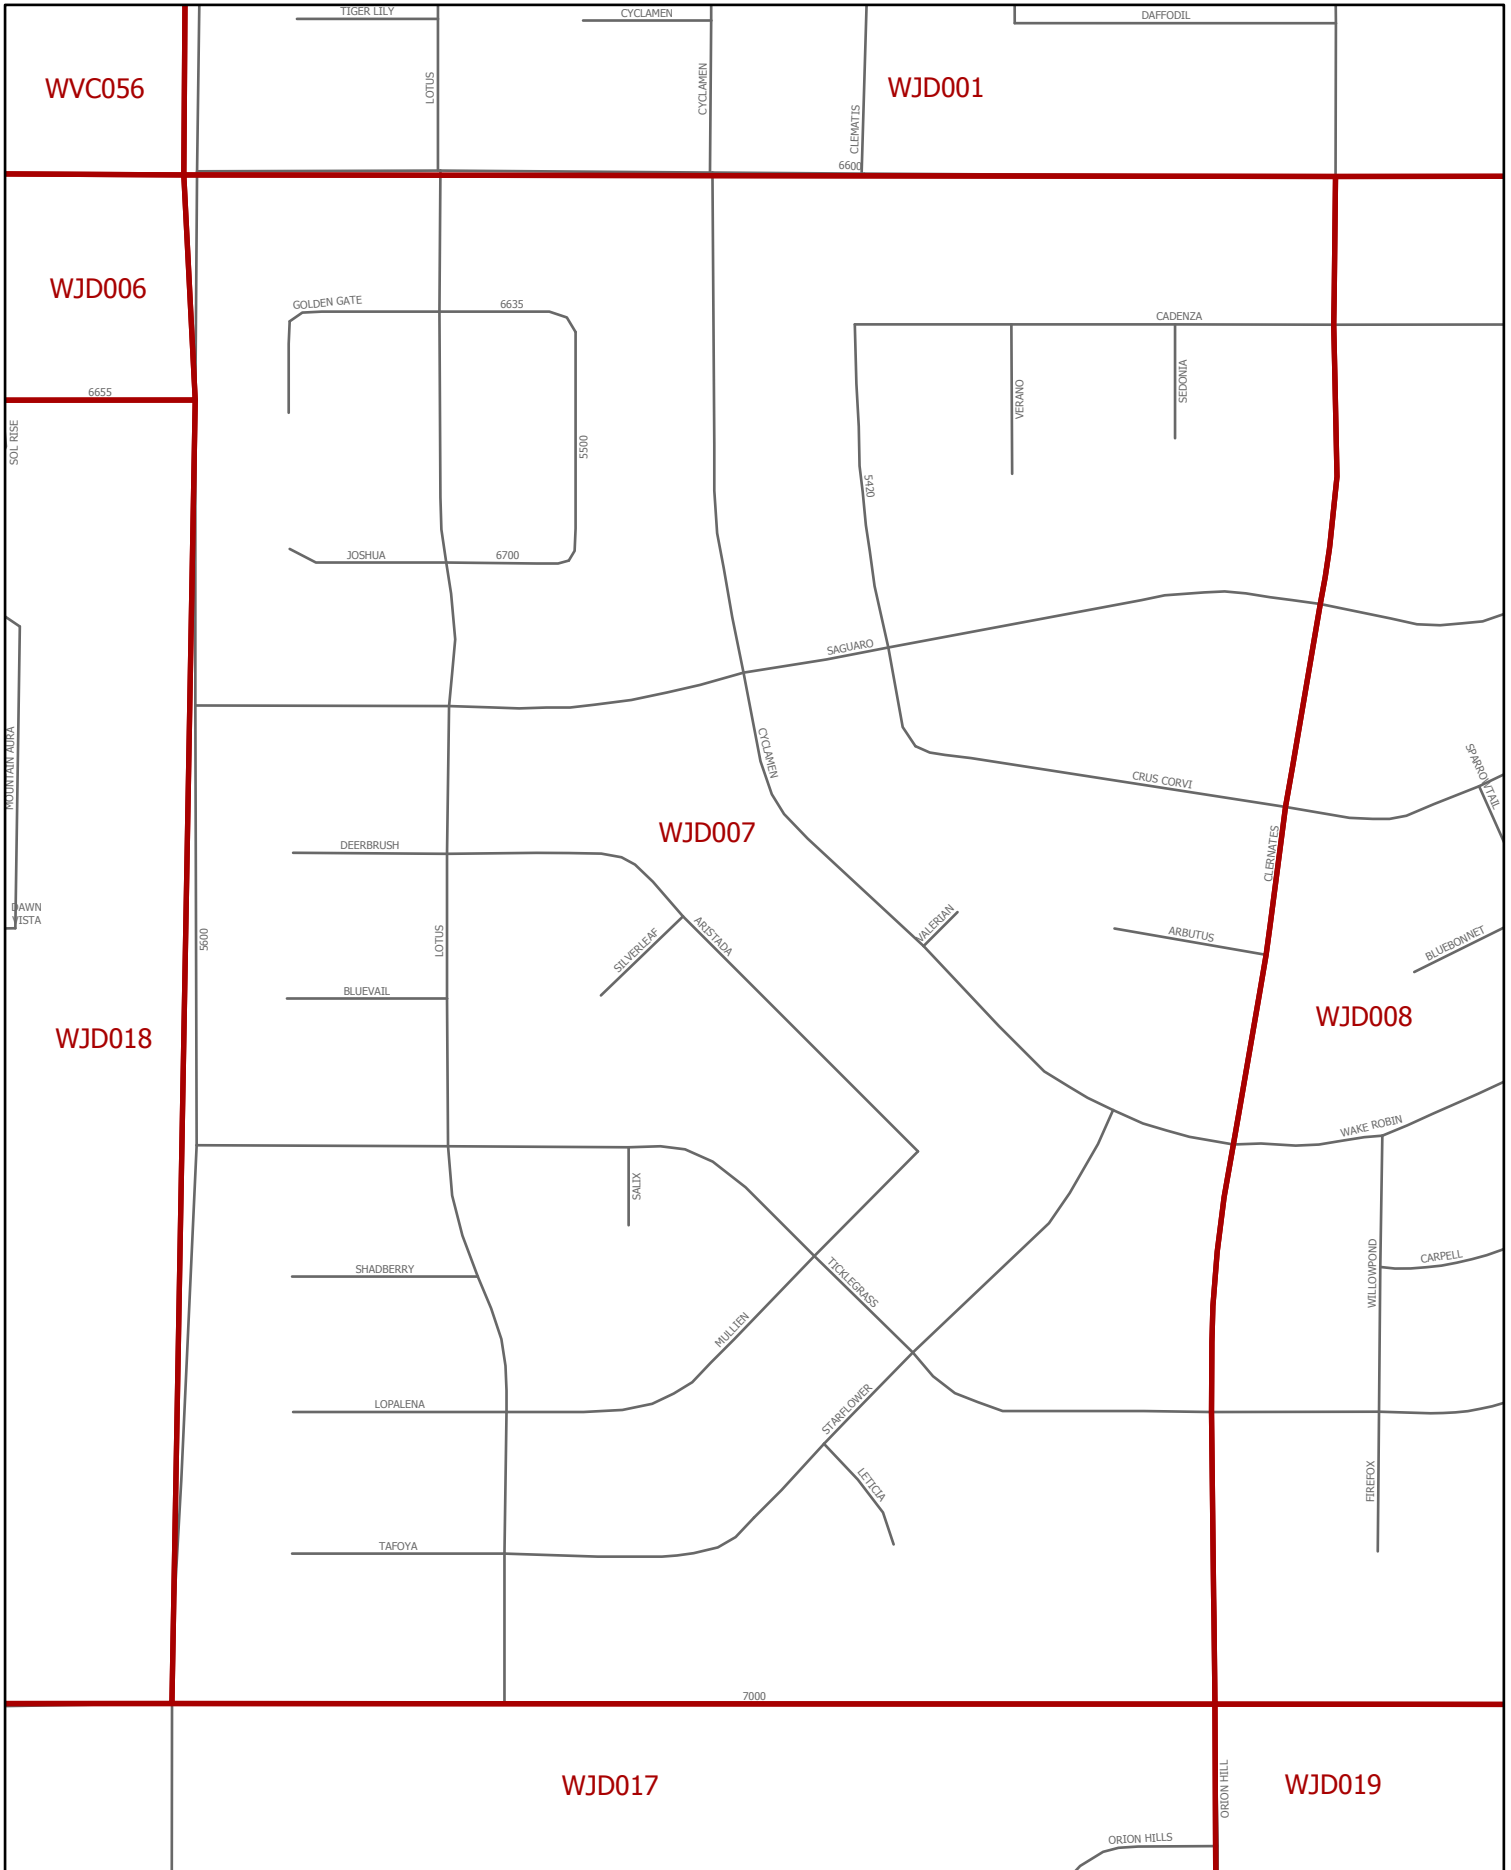 TIGER LILY
CYCLAMEN
DAFFODIL
WVC056
LOTUS
CYCLAMEN
WJD001
CLEMATIS
6600
WJD006
GOLDEN GATE
6635
CADENZA
SEDONIA
VERANO
6655
SOL RISE
5500
5420
JOSHUA
6700
SAGUARO
MOUNTAIN AURA
CYCLAMEN
SPARROWTAIL
CRUS CORVI
WJD007
DEERBRUSH
CLERNATES
DAWN
VISTA
5600
LOTUS
SILVERLEAF
ARISTADA
VALERIAN
ARBUTUS
BLUEBONNET
BLUEVAIL
WJD008
WJD018
WAKE ROBIN
SALIX
SHADBERRY
TICKLEGRASS
WILLOWPOND
CARPELL
MULLIEN
LOPALENA
STARFLOWER
LETICIA
FIREFOX
TAFOYA
7000
WJD017
ORION HILL
WJD019
ORION HILLS